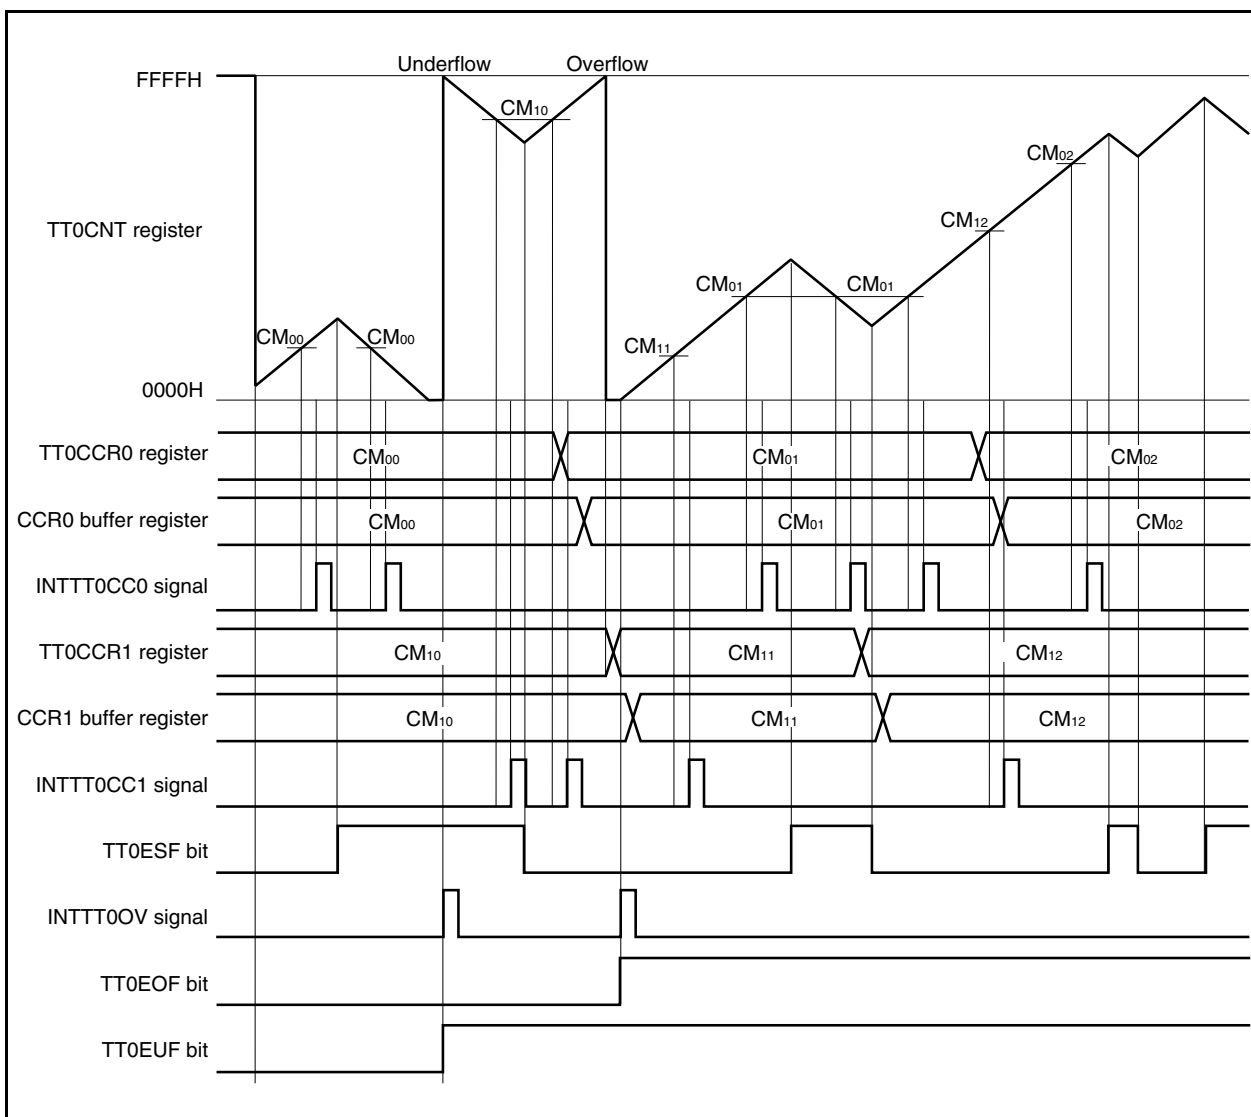 Underflow Overflow
FFFFH
CM10
CM02
TT0CNT register
CM12
CM01 CM01
CM00 CM00
CM11
0000H
TT0CCR0 register
CM00 CM01 CM02
CCR0 buffer register
CM00 CM01 CM02
INTTT0CC0 signal
TT0CCR1 register
CM10 CM11 CM12
CCR1 buffer register
CM10 CM11 CM12
INTTT0CC1 signal
TT0ESF bit
INTTT0OV signal
TT0EOF bit
TT0EUF bit